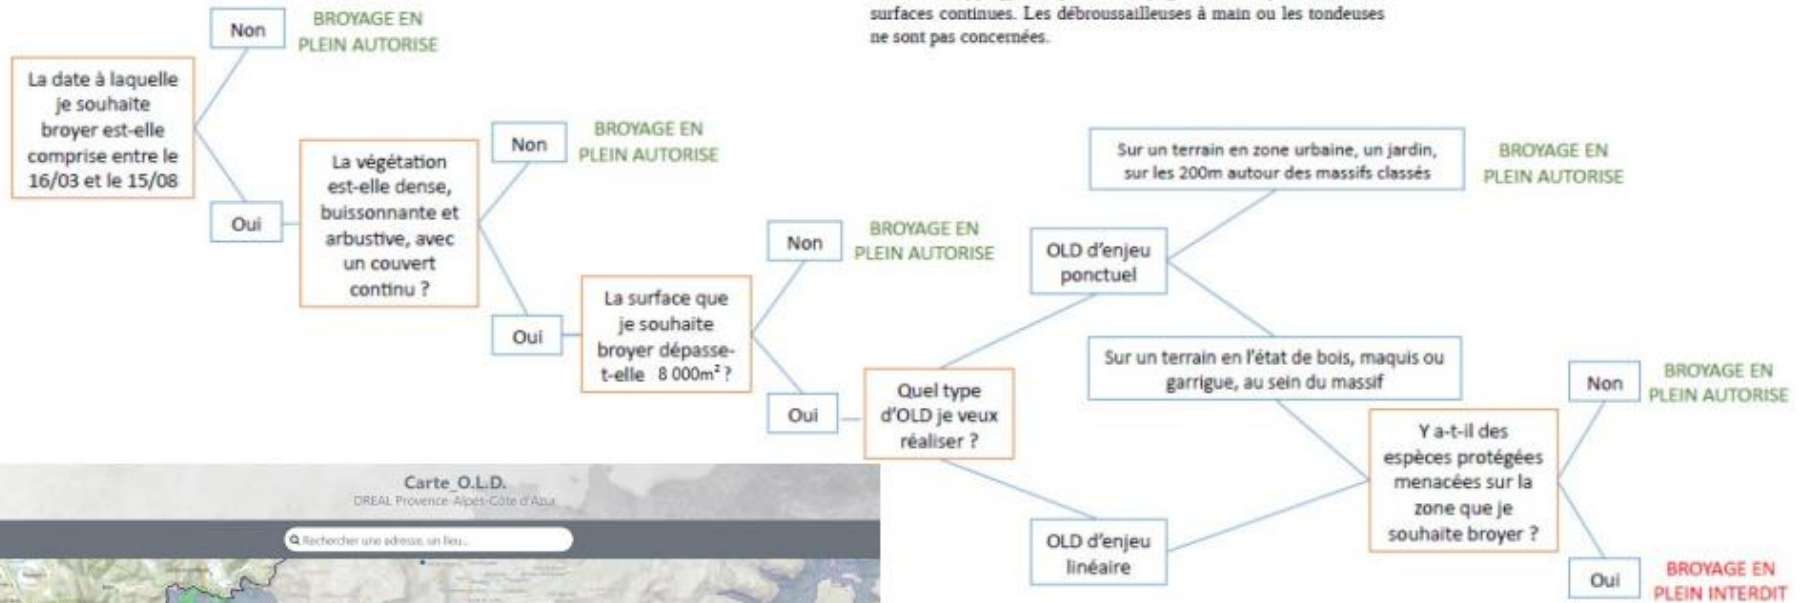 surfaces continues. Les débroussailleuses à main ou les tondeuses
ne sont pas concernées.
La date à laquelle
je souhaite
broyer est-elle
comprise entre le
16/03 et le 15/08
Non
BROYAGE EN
PLEIN AUTORISE
Oui
La végétation
est-elle dense,
buissonnante et
arbustive, avec
un couvert
continu ?
Non
BROYAGE EN
PLEIN AUTORISE
Oui
La surface que
je souhaite
broyer dépasse-
t-elle 8 000m² ?
Non
BROYAGE EN
PLEIN AUTORISE
Oui
Quel type
d'OLD je veux
réaliser ?
OLD d'enjeu
ponctuel
Sur un terrain en zone urbaine, un jardin,
sur les 200m autour des massifs classés
BROYAGE EN
PLEIN AUTORISE
Sur un terrain en l'état de bois, maquis ou
garrigue, au sein du massif
OLD d'enjeu
linéaire
Y a-t-il des
espèces protégées
menacées sur la
zone que je
souhaite broyer ?
Non
BROYAGE EN
PLEIN AUTORISE
Oui
BROYAGE EN
PLEIN INTERDIT
Carte_O.L.D.
DREAL Provence-Alpes-Côte d'Azur
Rechercher une adresse, un lieu...